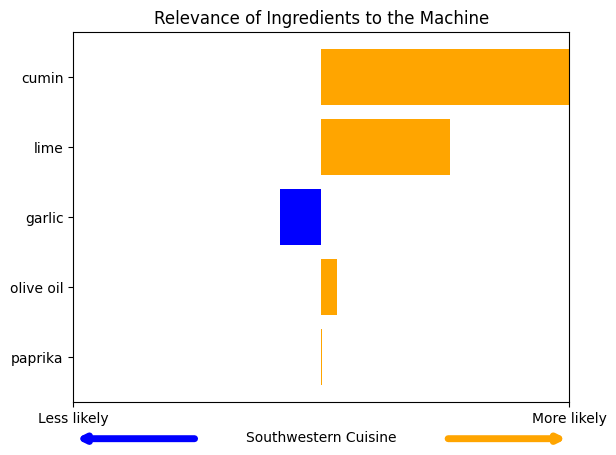 Relevance of Ingredients to the Machine
cumin
lime
garlic
olive oil
paprika
Less likely
More likely
Southwestern Cuisine